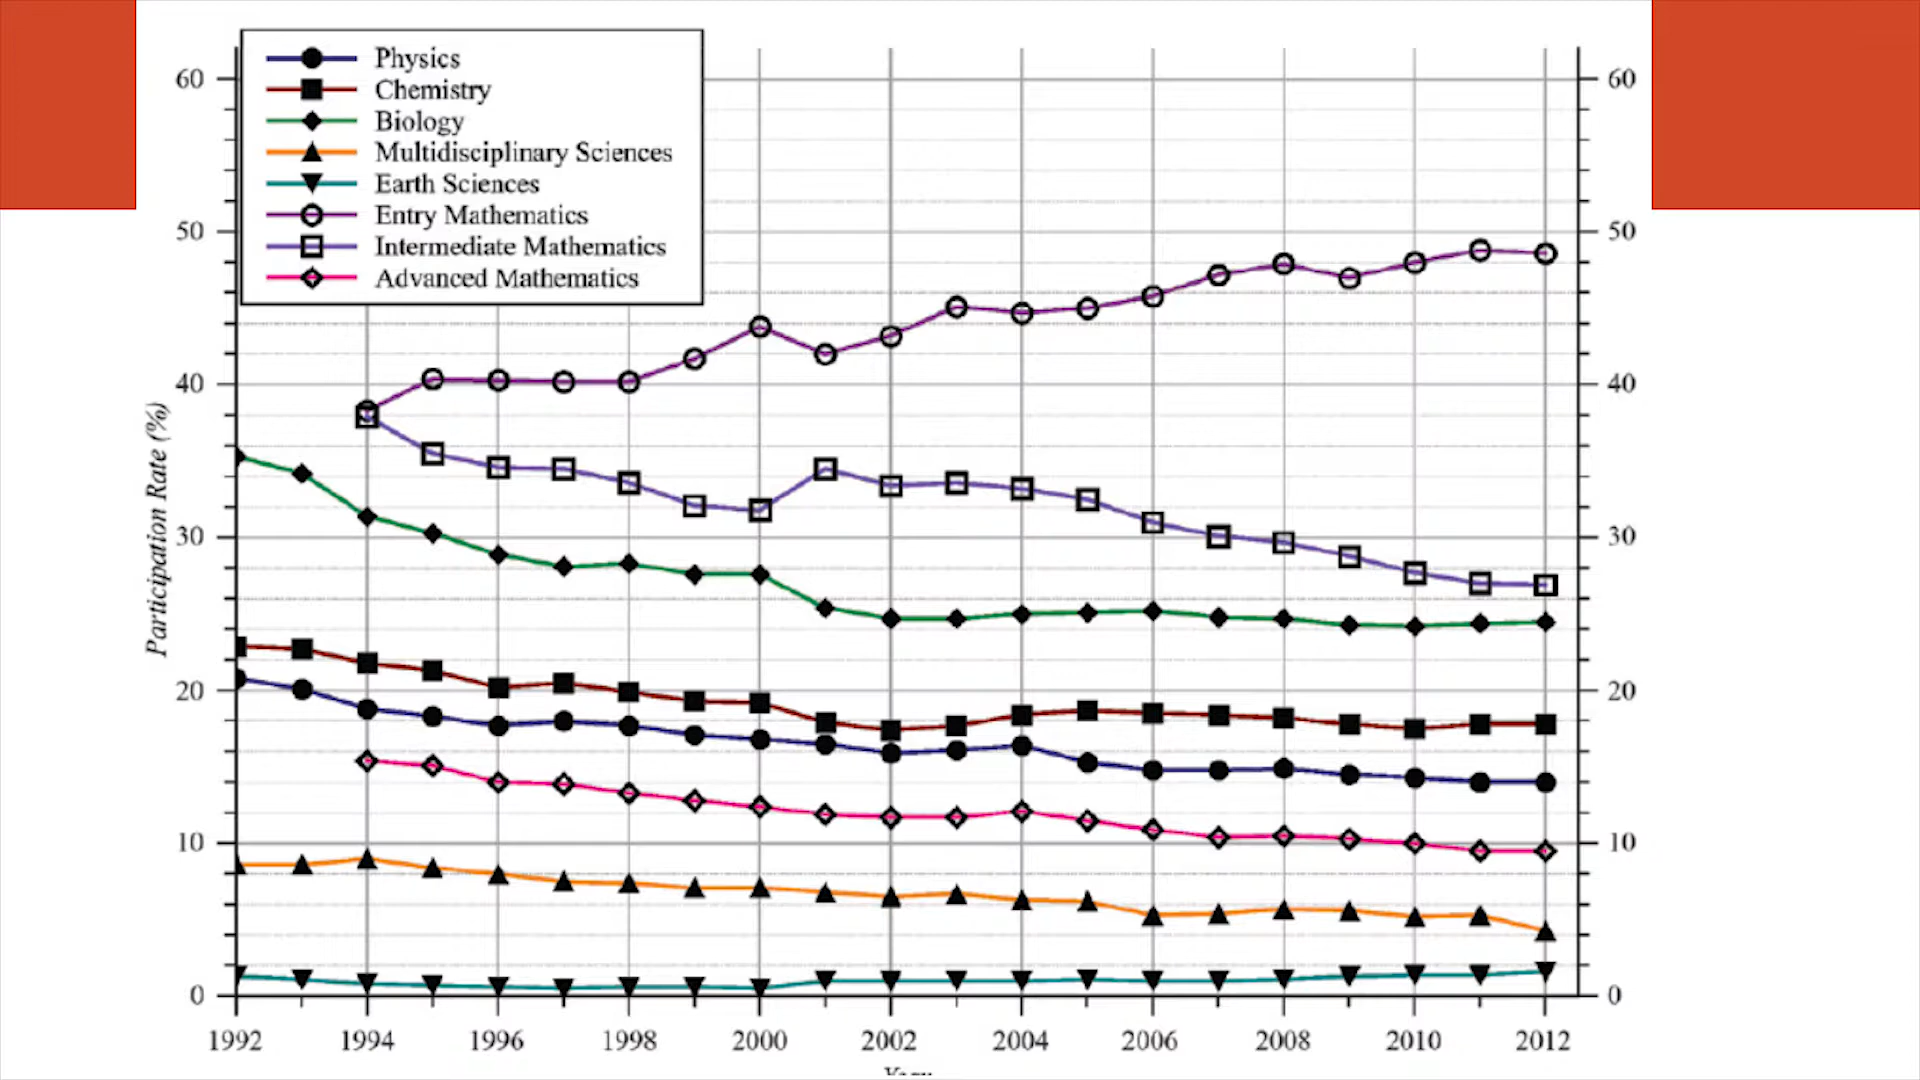 Physics
Chemistry
Biology
Multidisciplinary Sciences
Earth Sciences
Entry Mathematics
Intermediate Mathematics
Advanced Mathematics
Participation Rate (%)
60
50
40
30
20
10
0
60
50
40
30
20
10
0
1992 1994 1996 1998 2000 2002 2004 2006 2008 2010 2012